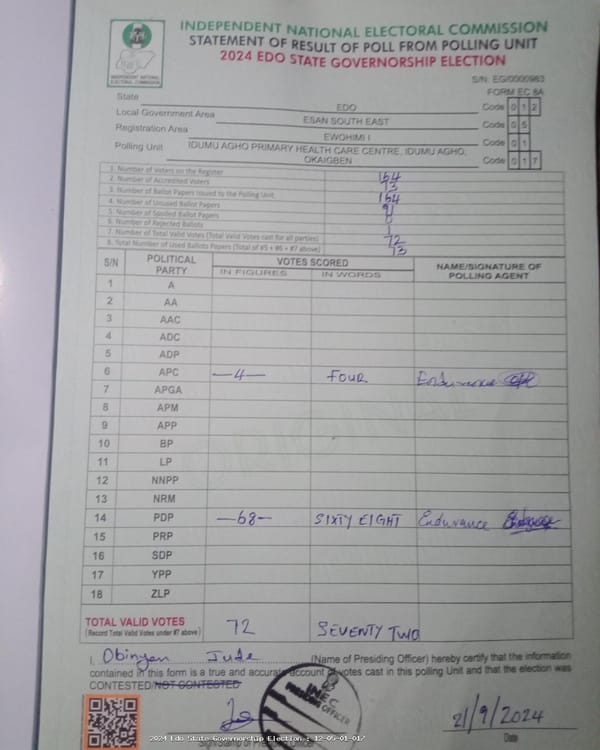 INDEPENDENT NATIONAL ELECTORAL COMMISSION
STATEMENT OF RESULT OF POLL FROM POLLING UNIT
2024 EDO STATE GOVERNORSHIP ELECTION
INDEPENDENT NATIONAL ELECTORAL COMMISSION
S/N: EG/0000983
FORM EC 8A
State EDO Code 0 1 2
Local Government Area ESAN SOUTH EAST Code 0 5
Registration Area EWOHIMI I Code 0 1
Polling Unit IDUMU AGHO PRIMARY HEALTH CARE CENTRE, IDUMU AGHO, OKAIGBEN Code 0 1 7
1. Number of Voters on the Register 164
2. Number of Accredited Voters 73
3. Number of Ballot Papers Issued to the Polling Unit 164
4. Number of Unused Ballot Papers 91
5. Number of Spoiled Ballot Papers 0
6. Number of Rejected Ballots 1
7. Number of Total Valid Votes (Total Valid Votes cast for all parties) 72
8. Total Number of Used Ballots Papers (Total of #5 + #6 + #7 above) 73
S/N POLITICAL PARTY VOTES SCORED NAME/SIGNATURE OF POLLING AGENT
IN FIGURES IN WORDS
1 A
2 AA
3 AAC
4 ADC
5 ADP
6 APC —4— FOUR Endurance
7 APGA
8 APM
9 APP
10 BP
11 LP
12 NNPP
13 NRM
14 PDP —68— SIXTY EIGHT Endurance
15 PRP
16 SDP
17 YPP
18 ZLP
TOTAL VALID VOTES 72 SEVENTY TWO
(Record Total Valid Votes under #7 above)
I, Obinyan Jude (Name of Presiding Officer) hereby certify that the information
contained in this form is a true and accurate account of votes cast in this polling Unit and that the election was
CONTESTED/NOT CONTESTED
INEC
PRESIDING OFFICER
21/9/2024
Date
2024 Edo State Governorship Election : 12-05-01-017